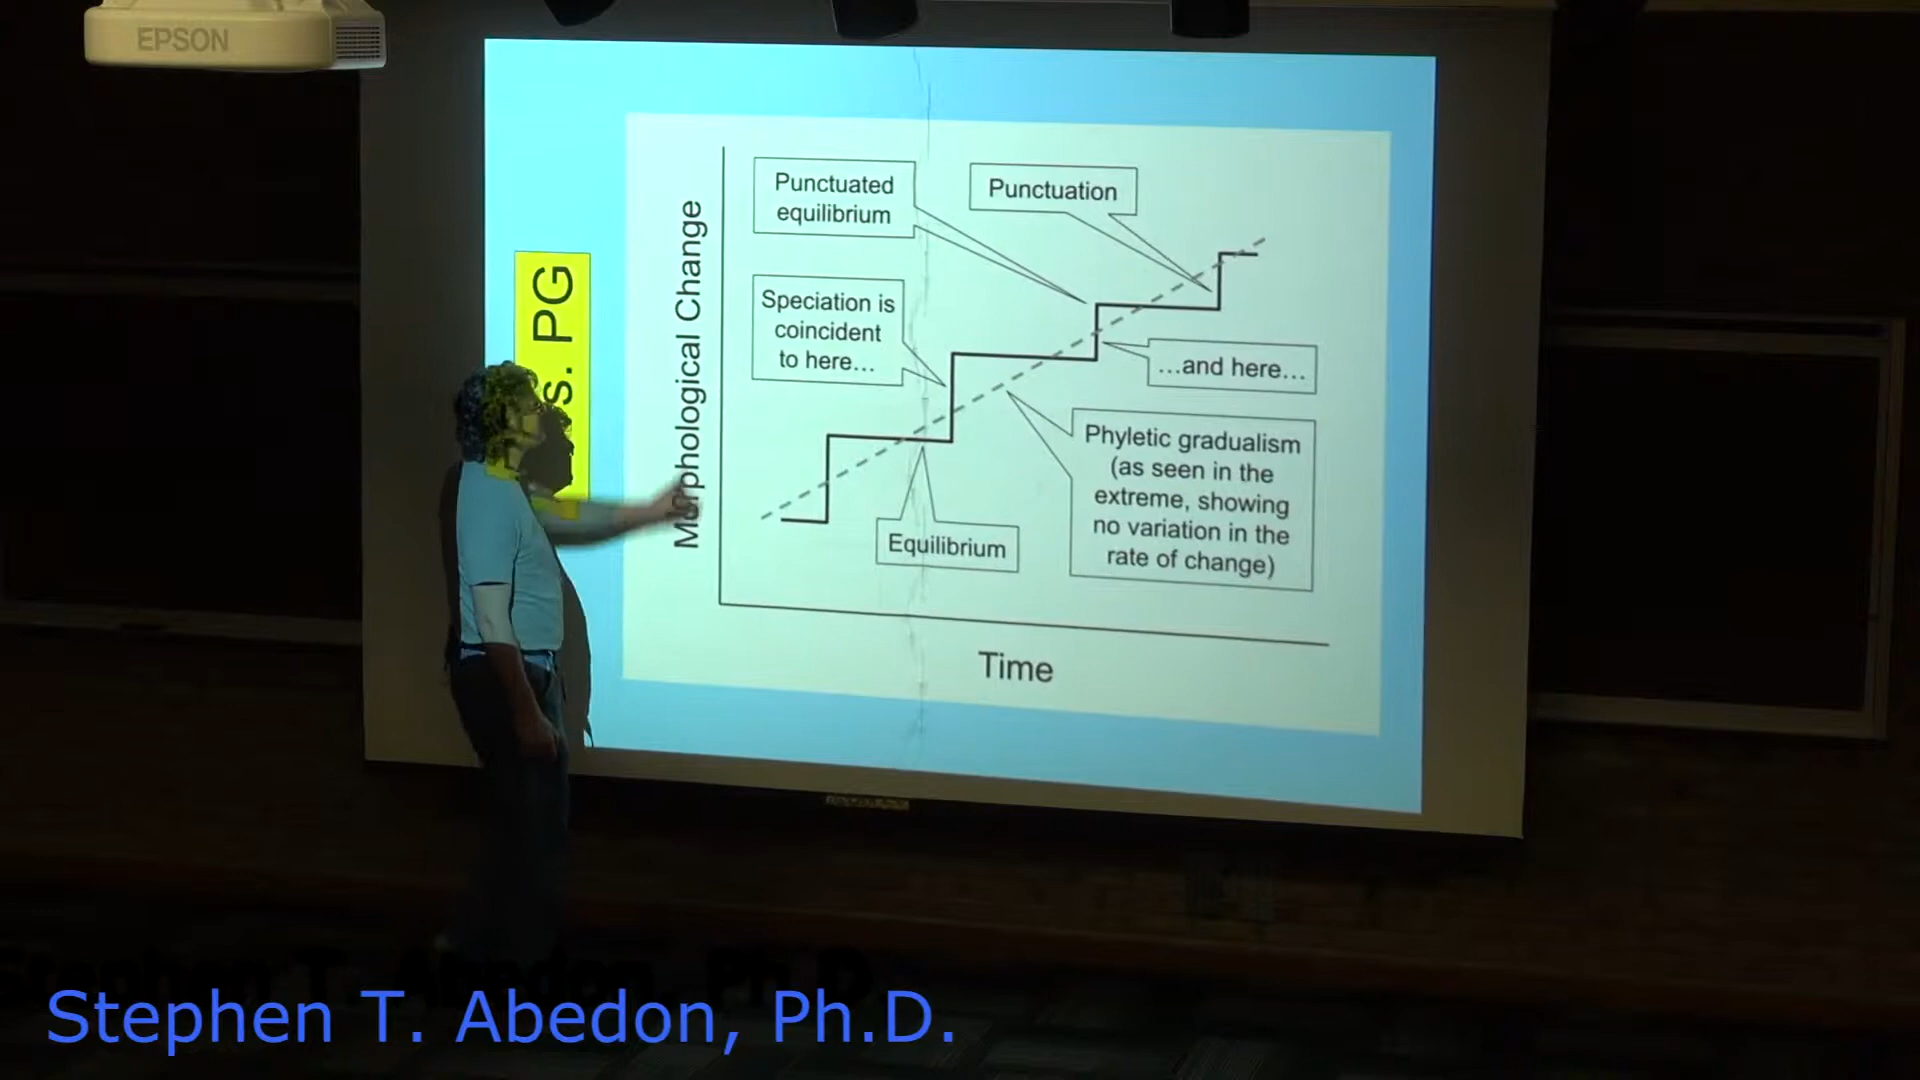 EPSON
s. PG
Morphological Change
Punctuated
equilibrium
Punctuation
Speciation is
coincident
to here...
...and here...
Phyletic gradualism
(as seen in the
extreme, showing
no variation in the
rate of change)
Equilibrium
Time
Stephen T. Abedon, Ph.D.